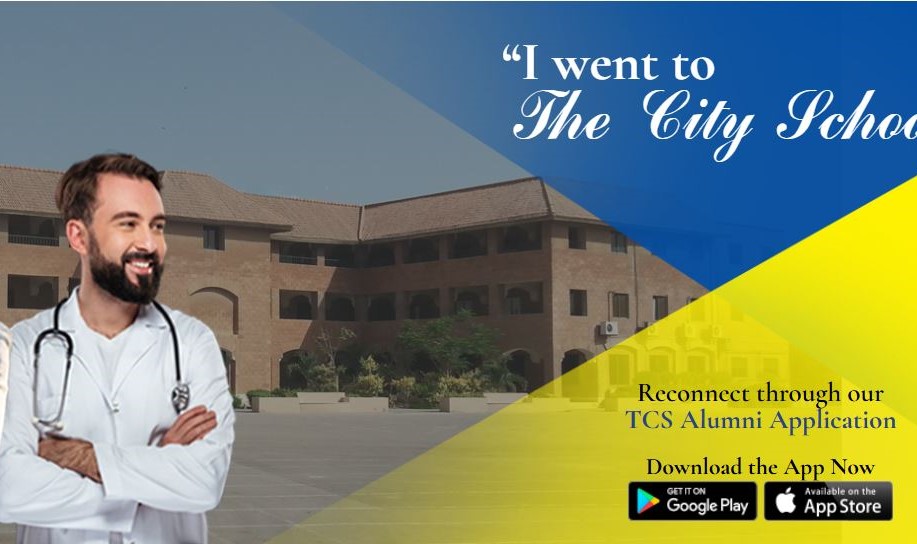 “I went to
The City Schoo
Reconnect through our
TCS Alumni Application
Download the App Now
GET IT ON
Google Play
Available on the
App Store